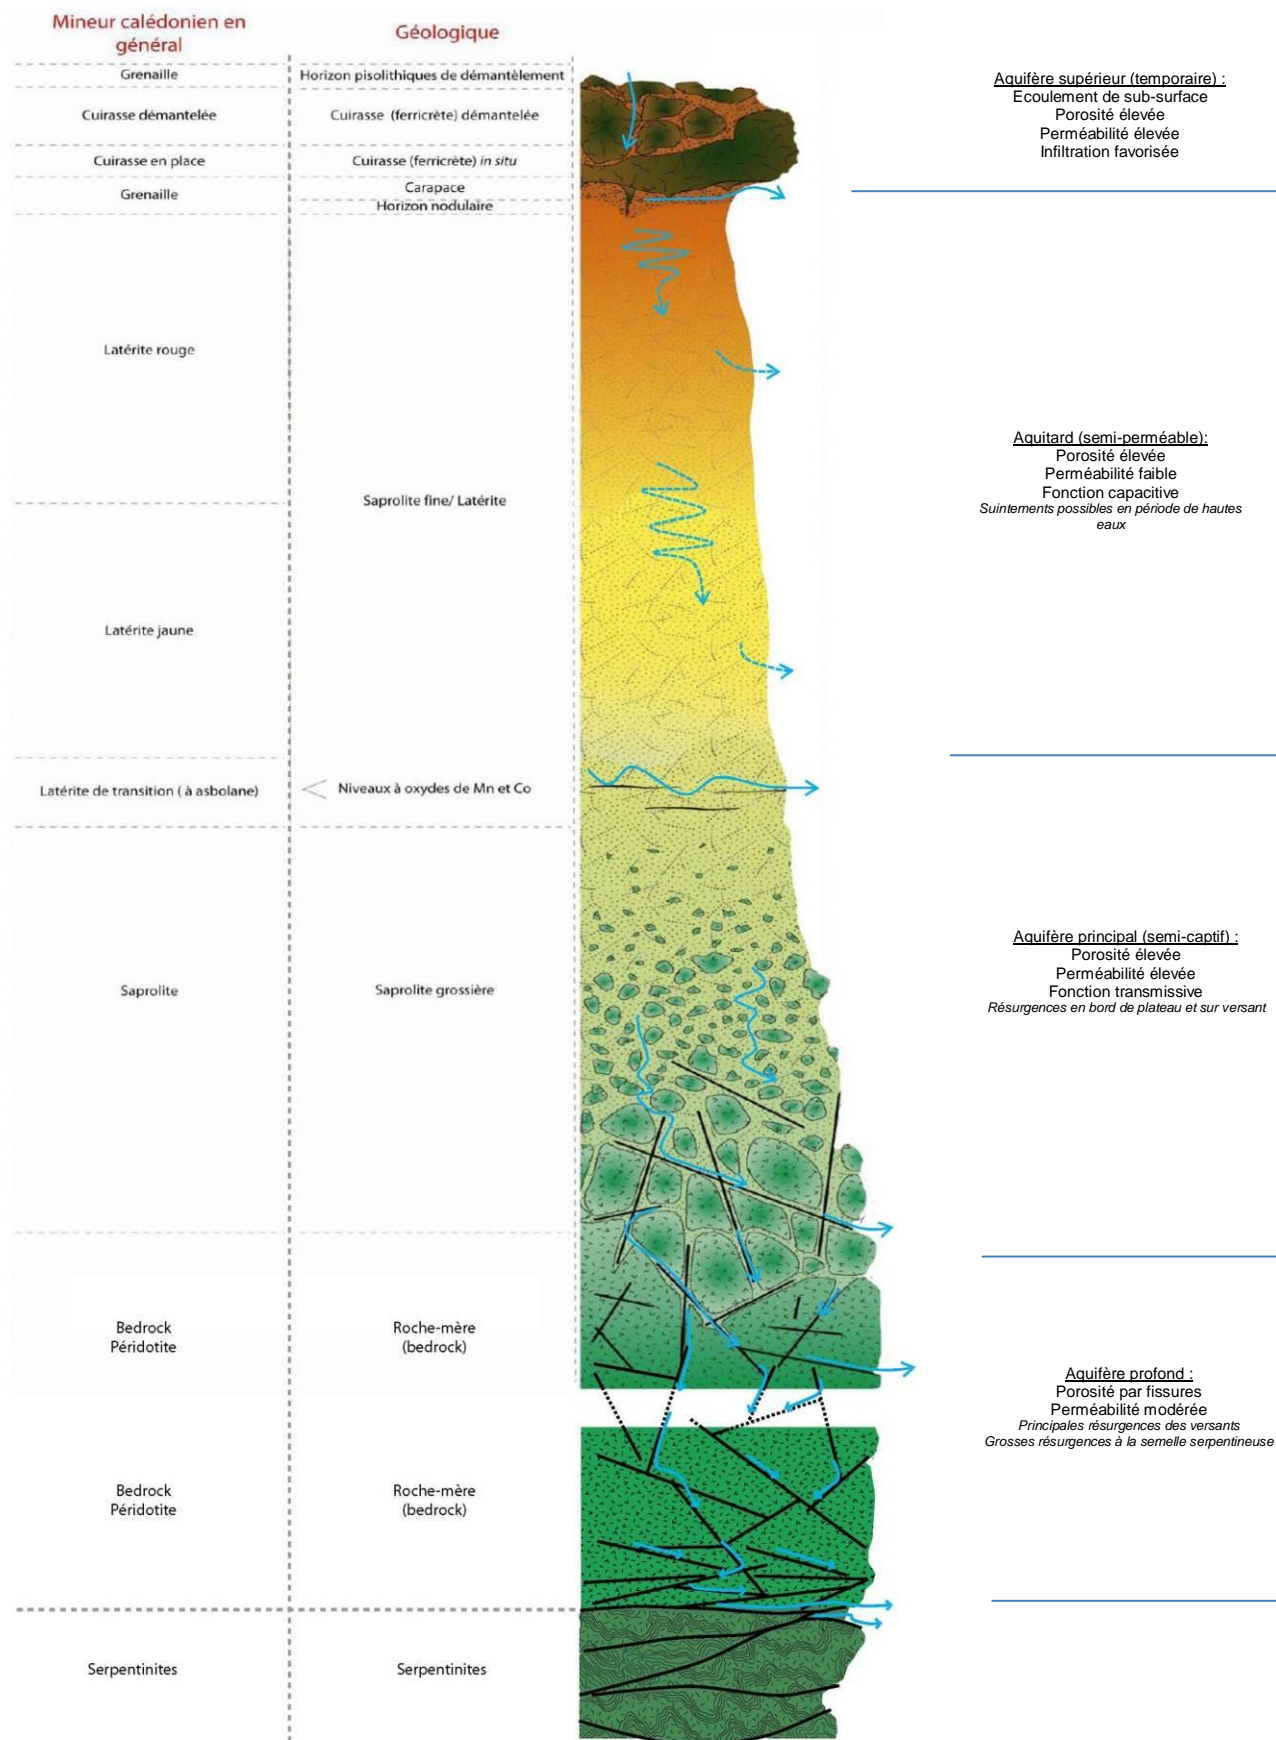 Mineur calédonien en
général
Géologique
Grenaille
Horizon pisolithiques de démantèlement
Cuirasse démantelée
Cuirasse (ferricrète) démantelée
Cuirasse en place
Cuirasse (ferricrète) in situ
Grenaille
Carapace
Horizon nodulaire
Latérite rouge
Saprolite fine/ Latérite
Latérite jaune
Latérite de transition ( à asbolane)
Niveaux à oxydes de Mn et Co
Saprolite
Saprolite grossière
Bedrock
Péridotite
Roche-mère
(bedrock)
Bedrock
Péridotite
Roche-mère
(bedrock)
Serpentinites
Serpentinites
Aquifère supérieur (temporaire) :
Ecoulement de sub-surface
Porosité élevée
Perméabilité élevée
Infiltration favorisée
Aquitard (semi-perméable):
Porosité élevée
Perméabilité faible
Fonction capacitive
Suintements possibles en période de hautes
eaux
Aquifère principal (semi-captif) :
Porosité élevée
Perméabilité élevée
Fonction transmissive
Résurgences en bord de plateau et sur versant
Aquifère profond :
Porosité par fissures
Perméabilité modérée
Principales résurgences des versants
Grosses résurgences à la semelle serpentineuse